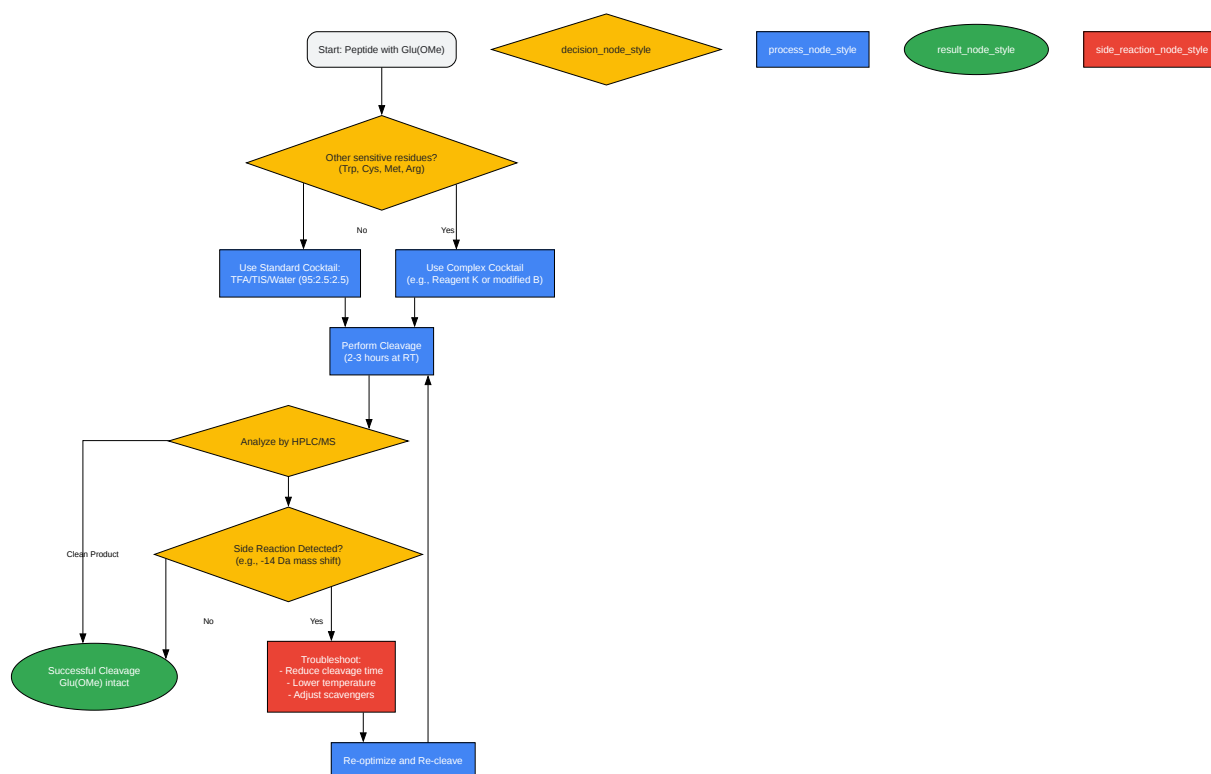 Start: Peptide with Glu(OMe)
decision_node_style
process_node_style
result_node_style
side_reaction_node_style
Other sensitive residues?
(Trp, Cys, Met, Arg)
No
Yes
Use Standard Cocktail:
TFA/TIS/Water (95:2.5:2.5)
Use Complex Cocktail
(e.g., Reagent K or modified B)
Perform Cleavage
(2-3 hours at RT)
Analyze by HPLC/MS
Clean Product
Side Reaction Detected?
(e.g., -14 Da mass shift)
No
Yes
Successful Cleavage
Glu(OMe) intact
Troubleshoot:
- Reduce cleavage time
- Lower temperature
- Adjust scavengers
Re-optimize and Re-cleave